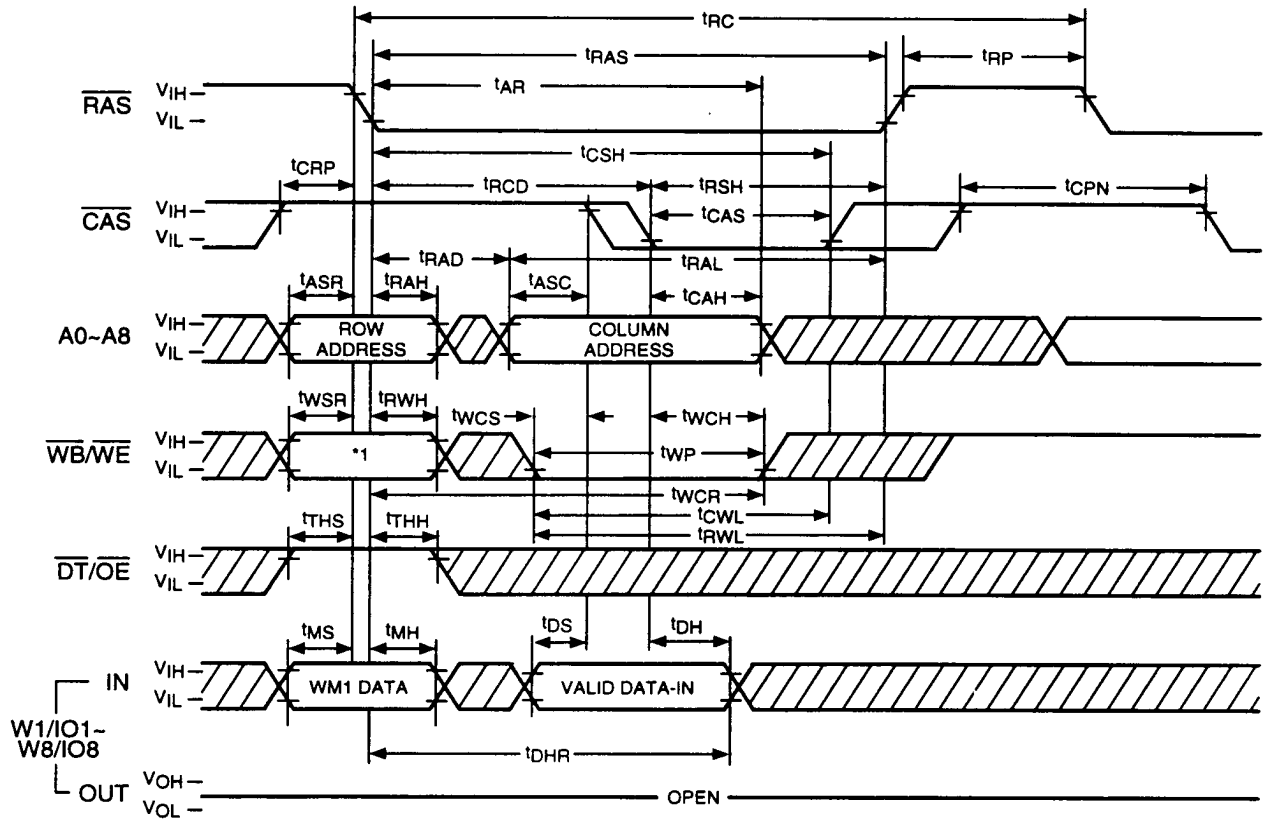 tRC
tRAS
tRP
tAR
RAS
VIH
VIL
tCSH
tCRP
tRCD
tRSH
tCPN
CAS
VIH
VIL
tCAS
tRAD
tRAL
tASR
tRAH
tASC
tCAH
A0~A8
VIH
VIL
ROW
ADDRESS
COLUMN
ADDRESS
tWSR
tRWH
tWCS
tWCH
WB/WE
VIH
VIL
*1
tWP
tWCR
tCWL
tRWL
tTHS
tTHH
DT/OE
VIH
VIL
tMS
tMH
tDS
tDH
IN
VIH
VIL
WM1 DATA
VALID DATA-IN
W1/IO1~
W8/IO8
tDHR
OUT
VOH
VOL
OPEN